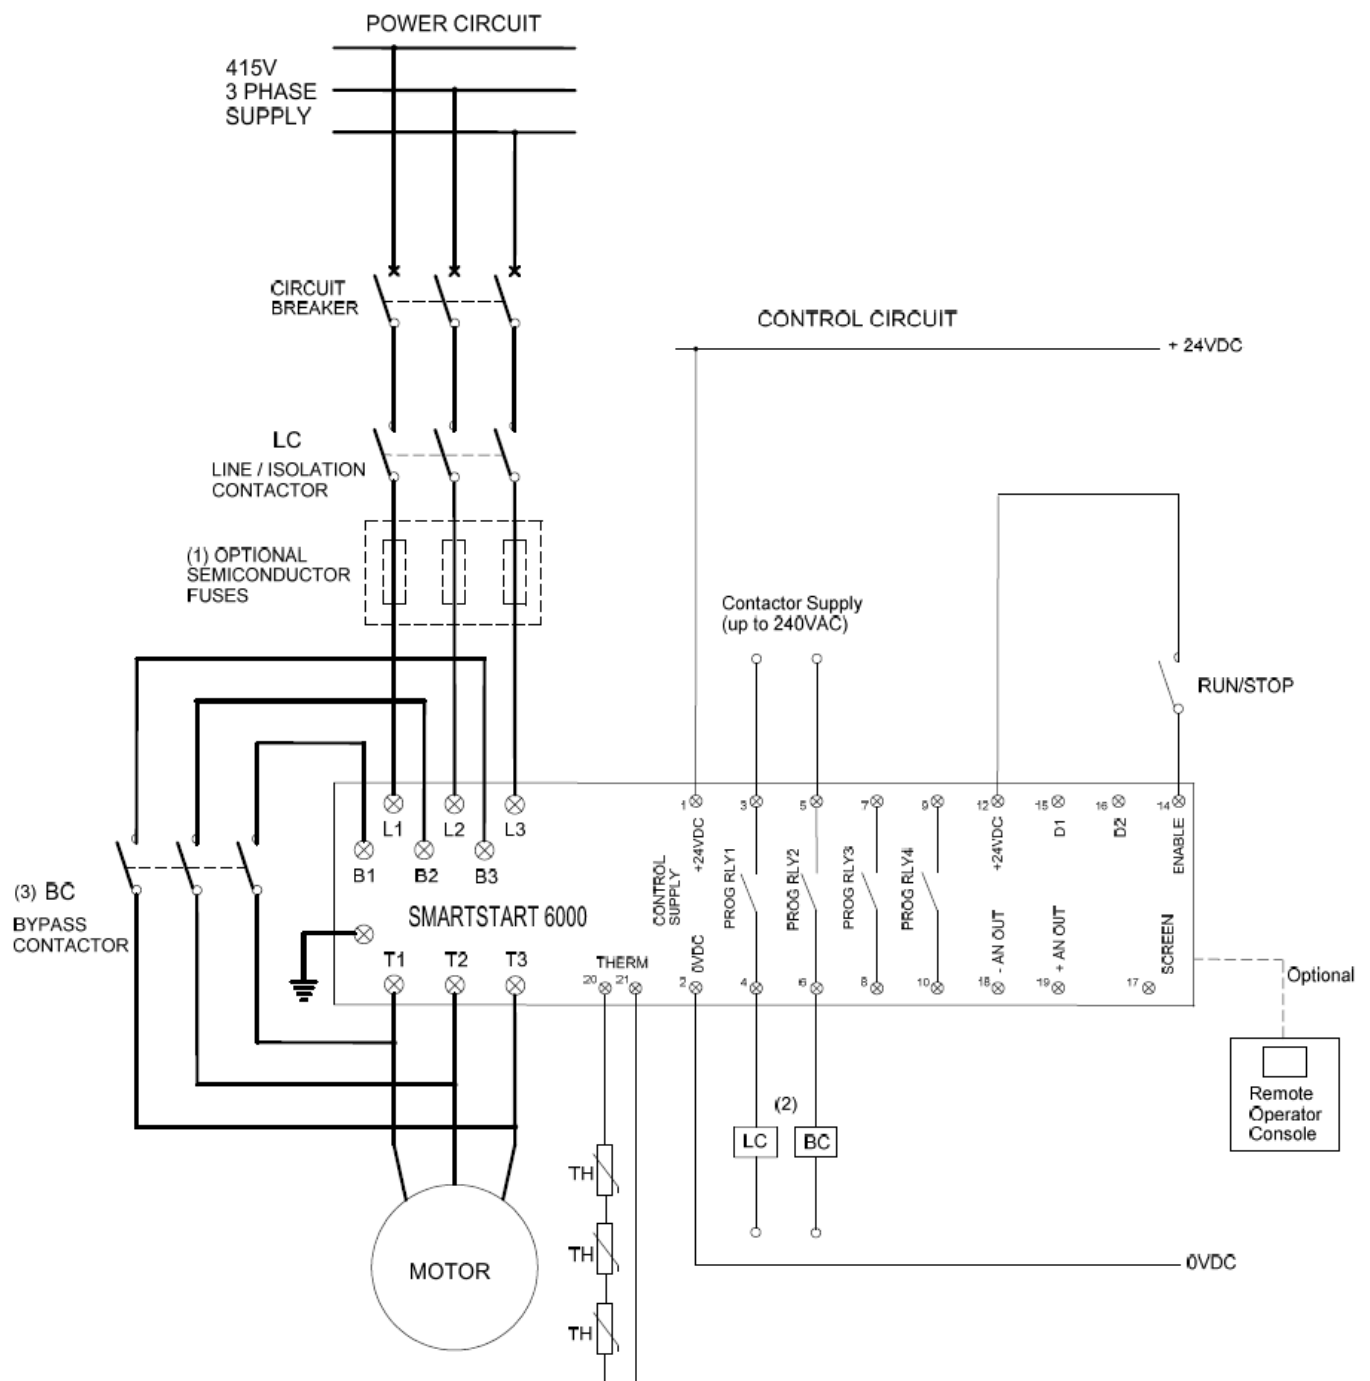 POWER CIRCUIT
415V
3 PHASE
SUPPLY
CIRCUIT
BREAKER
CONTROL CIRCUIT
+ 24VDC
LC
LINE / ISOLATION
CONTACTOR
(1) OPTIONAL
SEMICONDUCTOR
FUSES
Contactor Supply
(up to 240VAC)
RUN/STOP
L1 L2 L3
B1 B2 B3
1 3 5 7 9 12 15 16 14
+24VDC
CONTROL
SUPPLY
0VDC
PROG RLY1
PROG RLY2
PROG RLY3
PROG RLY4
+24VDC
D1
D2
ENABLE
- AN OUT
+ AN OUT
SCREEN
(3) BC
BYPASS
CONTACTOR
SMARTSTART 6000
T1 T2 T3
THERM
20 21 2 4 6 8 10 18 19 17
Optional
Remote
Operator
Console
(2)
LC BC
TH
TH
TH
MOTOR
0VDC